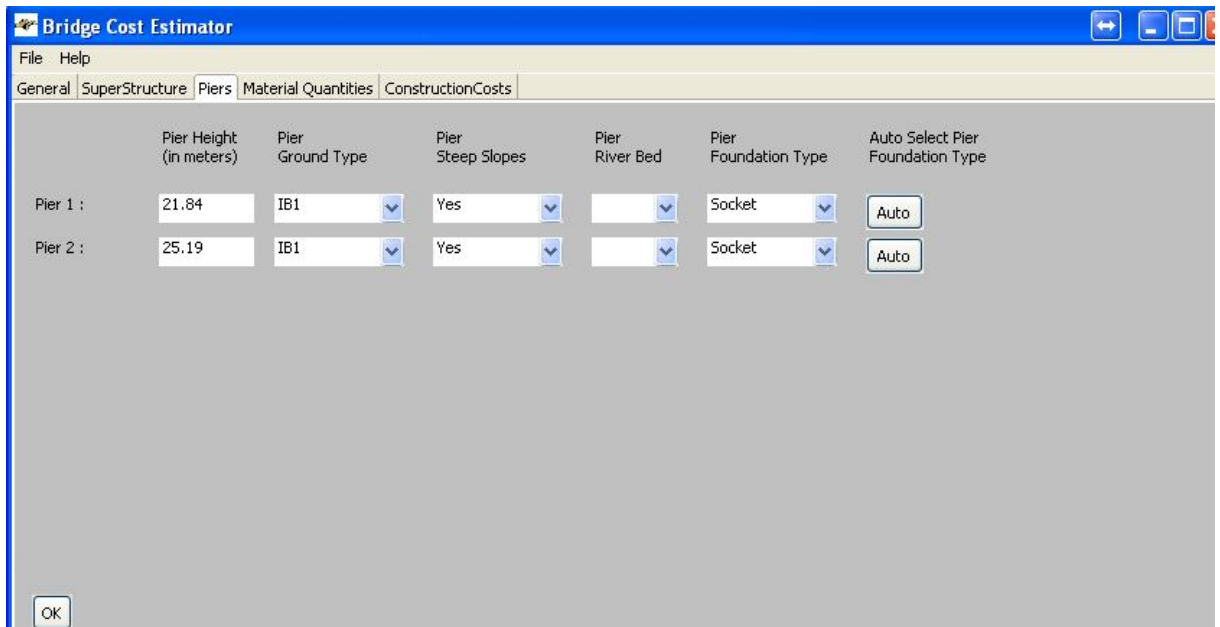 Bridge Cost Estimator
File Help
General SuperStructure Piers Material Quantities ConstructionCosts
Pier Height Pier Pier Pier Pier Auto Select Pier
(in meters) Ground Type Steep Slopes River Bed Foundation Type Foundation Type
Pier 1 : 21.84 IB1 Yes Socket Auto
Pier 2 : 25.19 IB1 Yes Socket Auto
OK